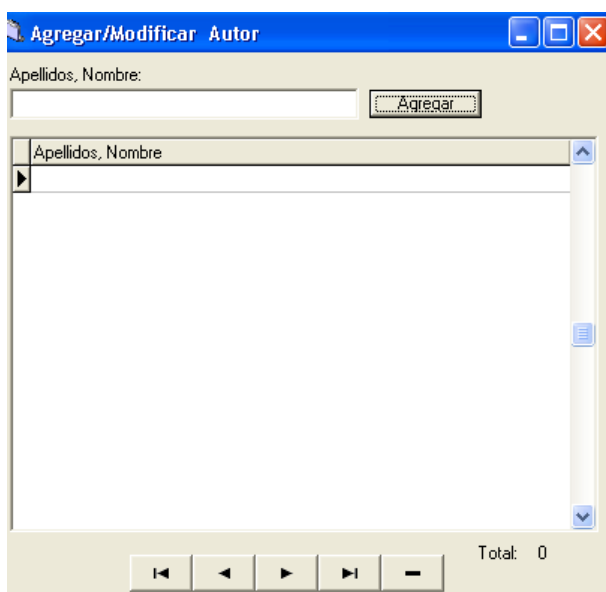 Agregar/Modificar Autor
Apellidos, Nombre:
Agregar
Apellidos, Nombre
Total: 0